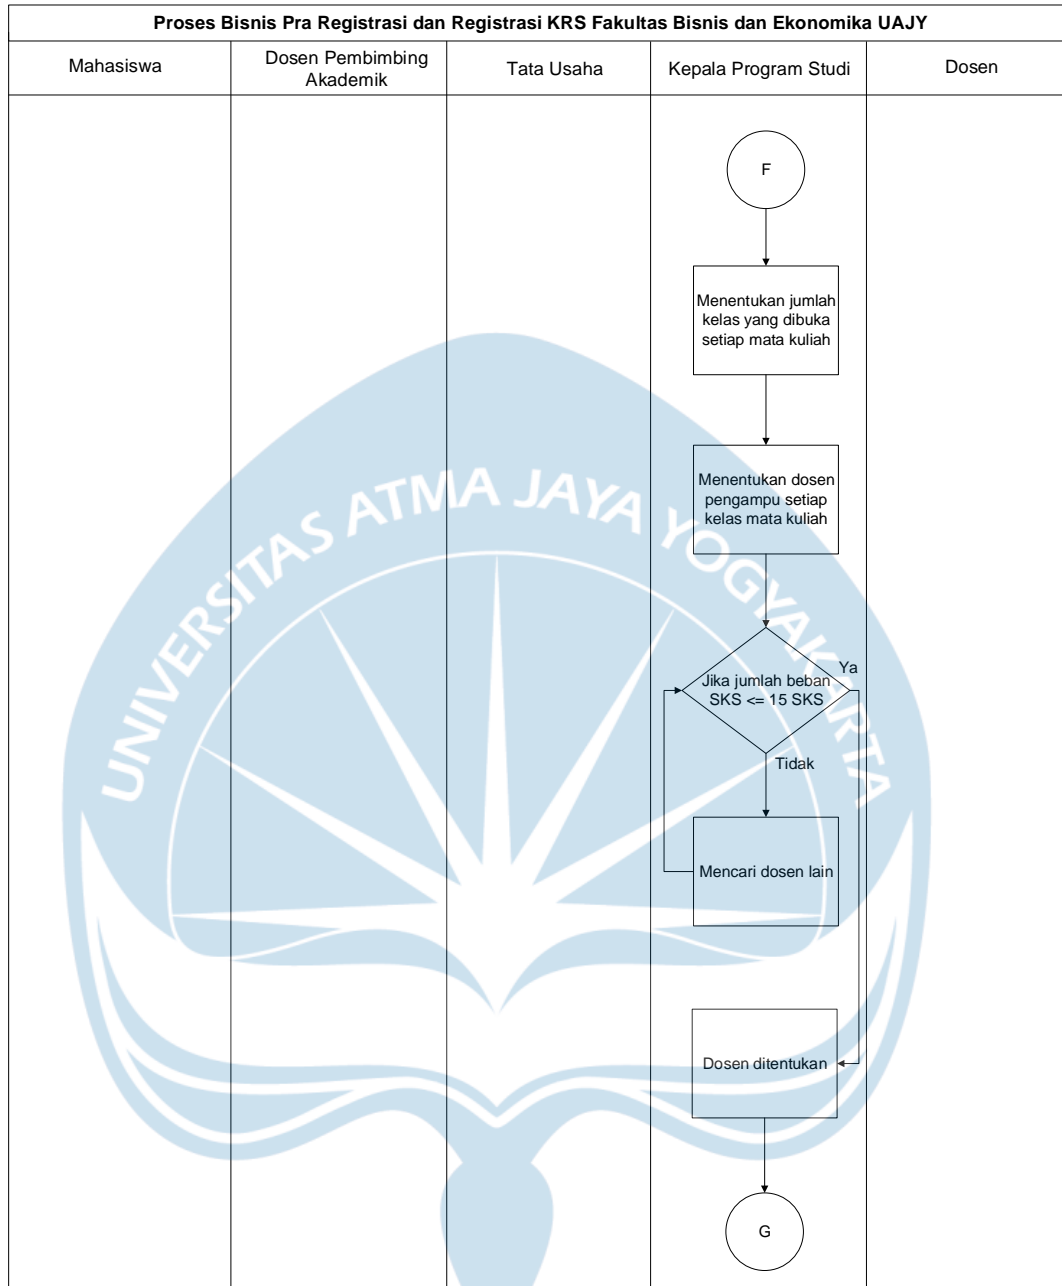 Proses Bisnis Pra Registrasi dan Registrasi KRS Fakultas Bisnis dan Ekonomika UAJY
Mahasiswa
Dosen Pembimbing
Akademik
Tata Usaha
Kepala Program Studi
Dosen
F
Menentukan jumlah
kelas yang dibuka
setiap mata kuliah
Menentukan dosen
pengampu setiap
kelas mata kuliah
UNIVERSITAS ATMA JAYA YOGYAKARTA
Jika jumlah beban
SKS <= 15 SKS
Ya
Tidak
Mencari dosen lain
Dosen ditentukan
G